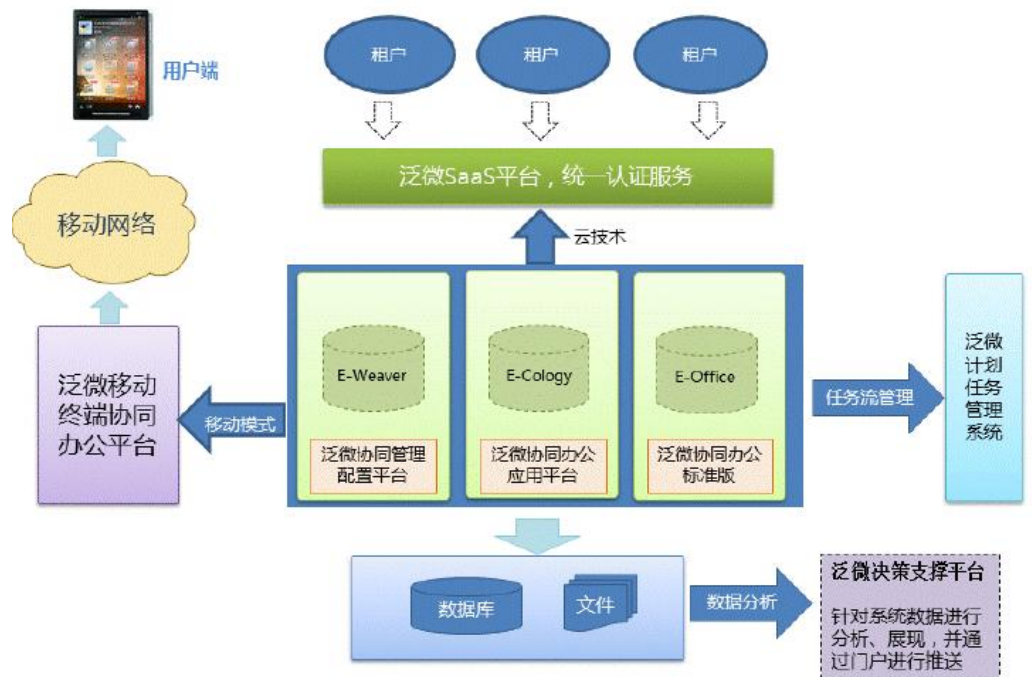 用户端
租户
租户
租户
泛微SaaS平台，统一认证服务
移动网络
云技术
泛微移动
终端协同
办公平台
移动模式
E-Weaver
泛微协同管理
配置平台
E-Cology
泛微协同办公
应用平台
E-Office
泛微协同办公
标准版
任务流管理
泛微
计划
任务
管理
系统
数据库
文件
数据分析
泛微决策支撑平台
针对系统数据进行
分析、展现，并通
过门户进行推送